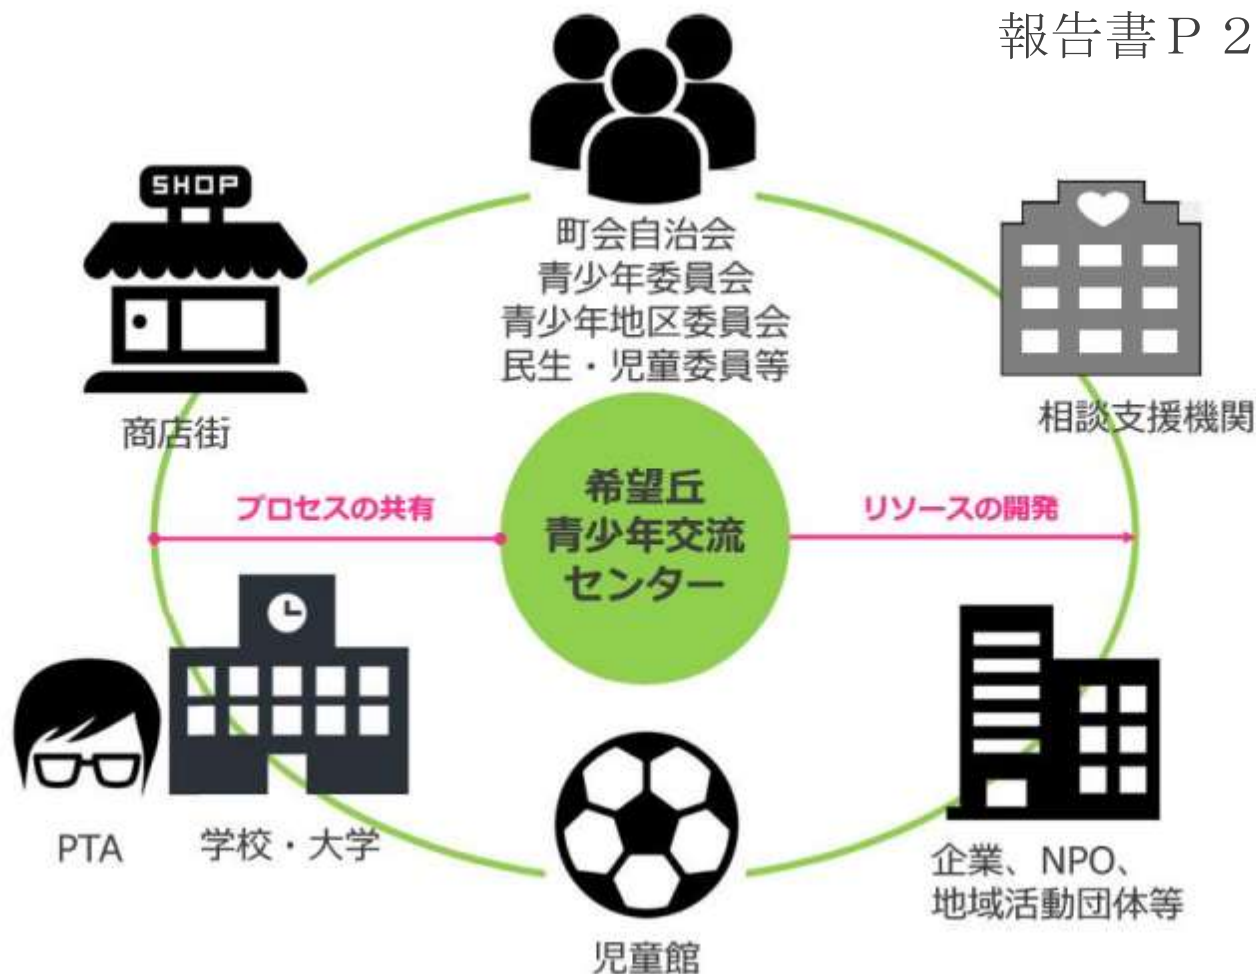 報告書P 2
SHOP
町会自治会
青少年委員会
青少年地区委員会
民生・児童委員等
商店街
相談支援機関
プロセスの共有
希望丘
青少年交流
センター
リソースの開発
PTA
学校・大学
企業、NPO、
地域活動団体等
児童館